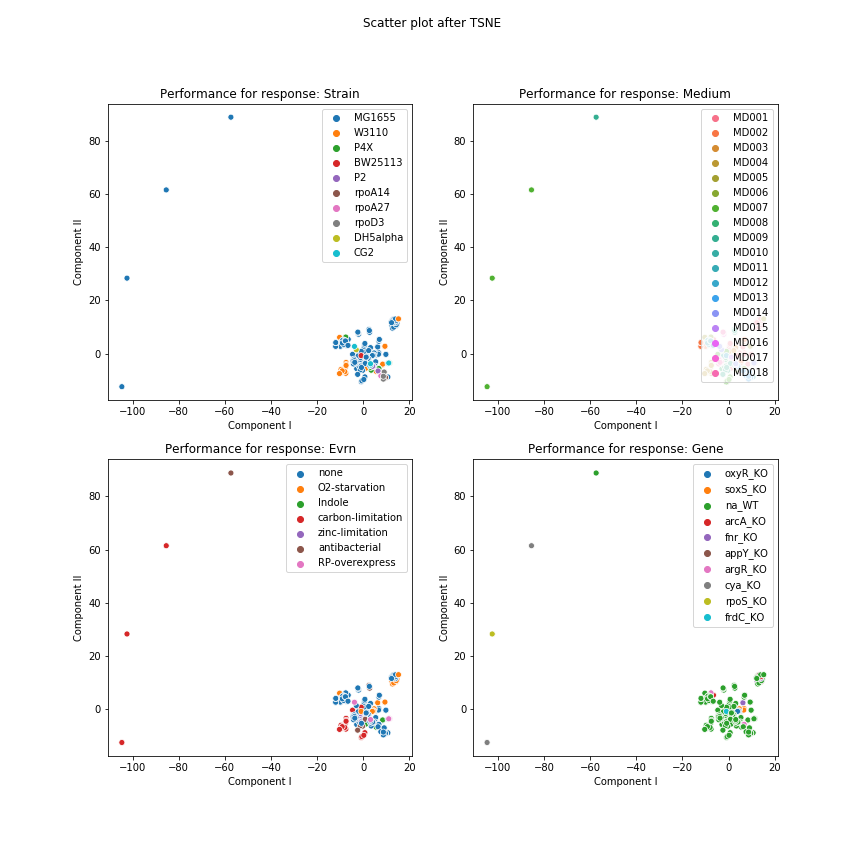 Scatter plot after TSNE
Performance for response: Strain
Component II
80
60
40
20
0
−100
−80
−60
−40
−20
0
20
Component I
MG1655
W3110
P4X
BW25113
P2
rpoA14
rpoA27
rpoD3
DH5alpha
CG2
Performance for response: Medium
Component II
80
60
40
20
0
−100
−80
−60
−40
−20
0
20
Component I
MD001
MD002
MD003
MD004
MD005
MD006
MD007
MD008
MD009
MD010
MD011
MD012
MD013
MD014
MD015
MD016
MD017
MD018
Performance for response: Evrn
Component II
80
60
40
20
0
−100
−80
−60
−40
−20
0
20
Component I
none
O2-starvation
Indole
carbon-limitation
zinc-limitation
antibacterial
RP-overexpress
Performance for response: Gene
Component II
80
60
40
20
0
−100
−80
−60
−40
−20
0
20
Component I
oxyR_KO
soxS_KO
na_WT
arcA_KO
fnr_KO
appY_KO
argR_KO
cya_KO
rpoS_KO
frdC_KO